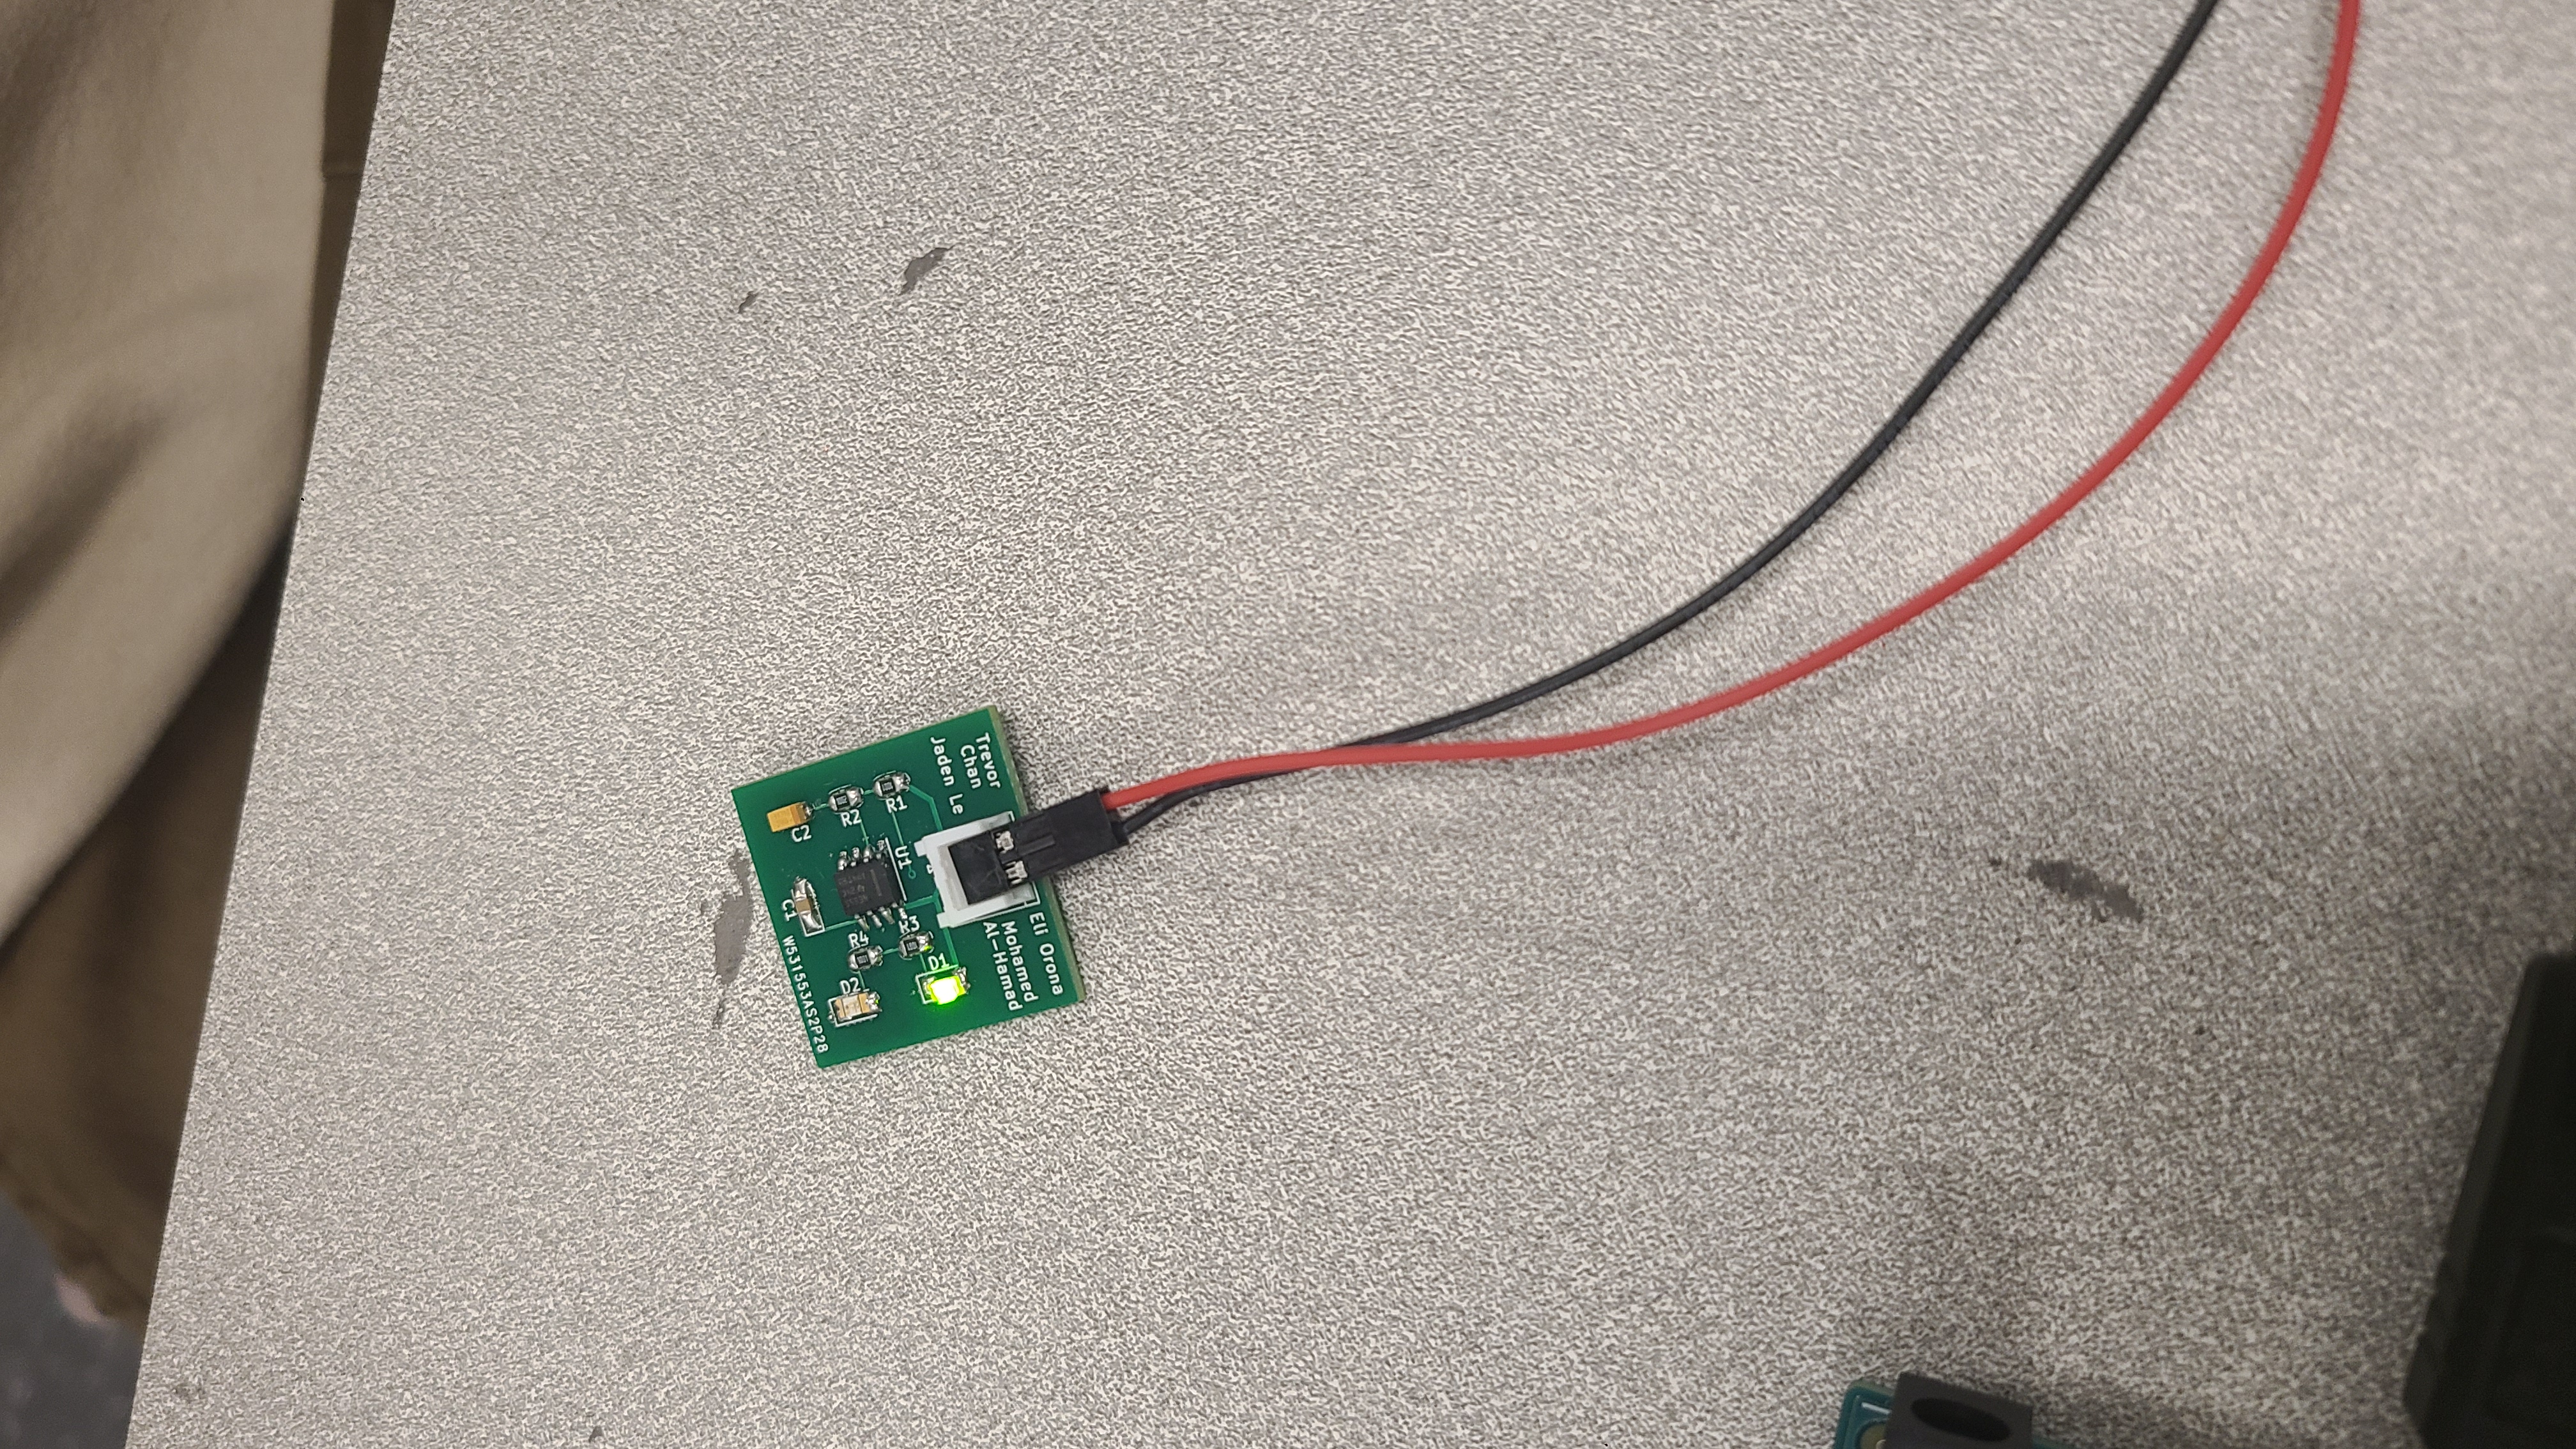 Eli Orona
Mohamed
Al-Hamad
Trevor
Chan
Jaden Le
D1
R3
U1
R1
R2
R4
D2
C2
C1
W531553AS2P28